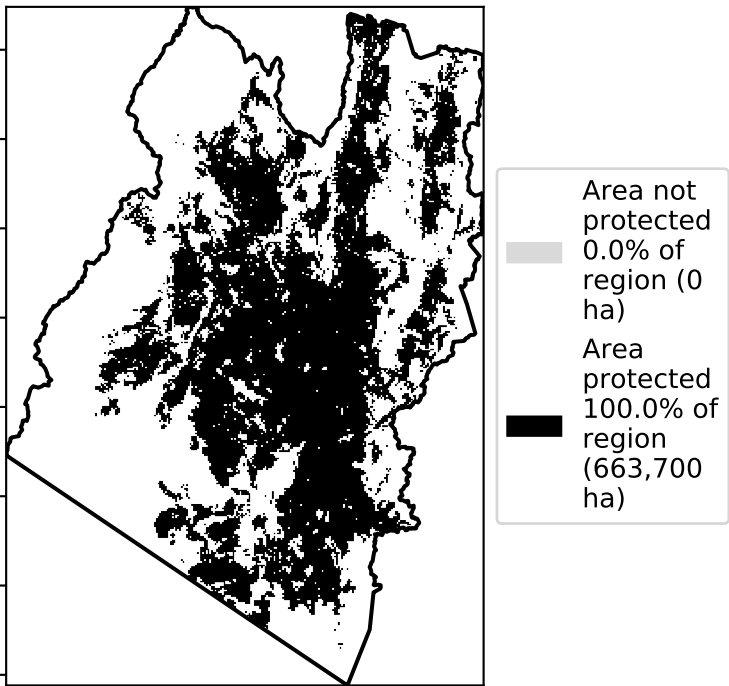 Area not
protected
0.0% of
region (0
ha)
Area
protected
100.0% of
region
(663,700
ha)